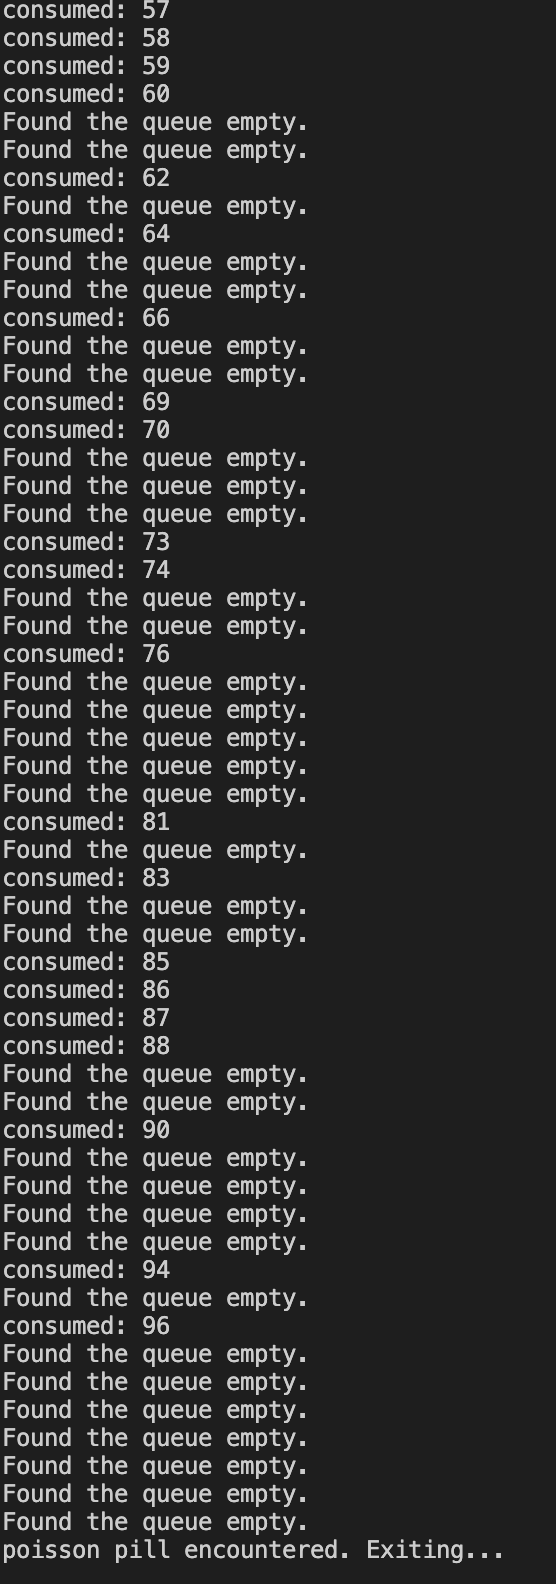 consumed: 57
consumed: 58
consumed: 59
consumed: 60
Found the queue empty.
Found the queue empty.
consumed: 62
Found the queue empty.
consumed: 64
Found the queue empty.
Found the queue empty.
consumed: 66
Found the queue empty.
Found the queue empty.
consumed: 69
consumed: 70
Found the queue empty.
Found the queue empty.
Found the queue empty.
consumed: 73
consumed: 74
Found the queue empty.
Found the queue empty.
consumed: 76
Found the queue empty.
Found the queue empty.
Found the queue empty.
Found the queue empty.
Found the queue empty.
consumed: 81
Found the queue empty.
consumed: 83
Found the queue empty.
Found the queue empty.
consumed: 85
consumed: 86
consumed: 87
consumed: 88
Found the queue empty.
Found the queue empty.
consumed: 90
Found the queue empty.
Found the queue empty.
Found the queue empty.
Found the queue empty.
consumed: 94
Found the queue empty.
consumed: 96
Found the queue empty.
Found the queue empty.
Found the queue empty.
Found the queue empty.
Found the queue empty.
Found the queue empty.
Found the queue empty.
poisson pill encountered. Exiting...